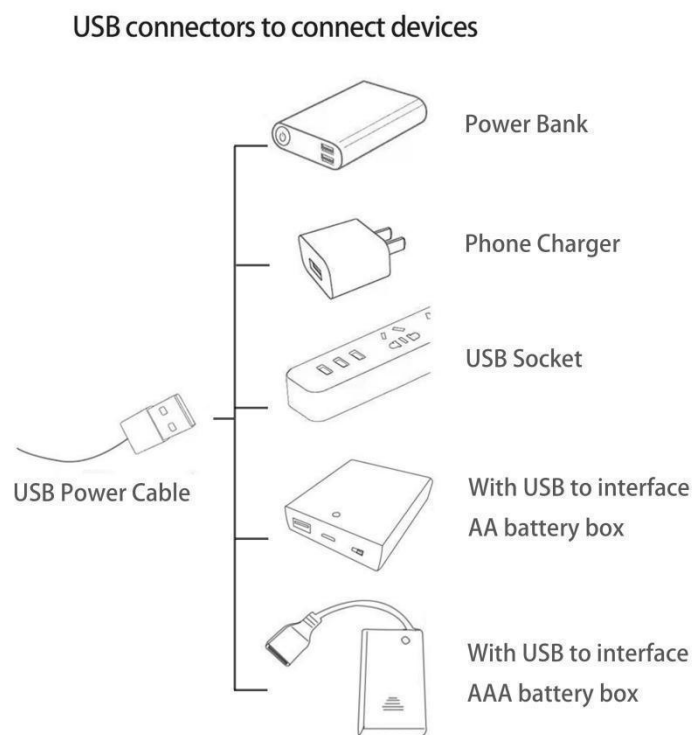 USB connectors to connect devices
Power Bank
Phone Charger
USB Socket
USB Power Cable
With USB to interface
AA battery box
With USB to interface
AAA battery box